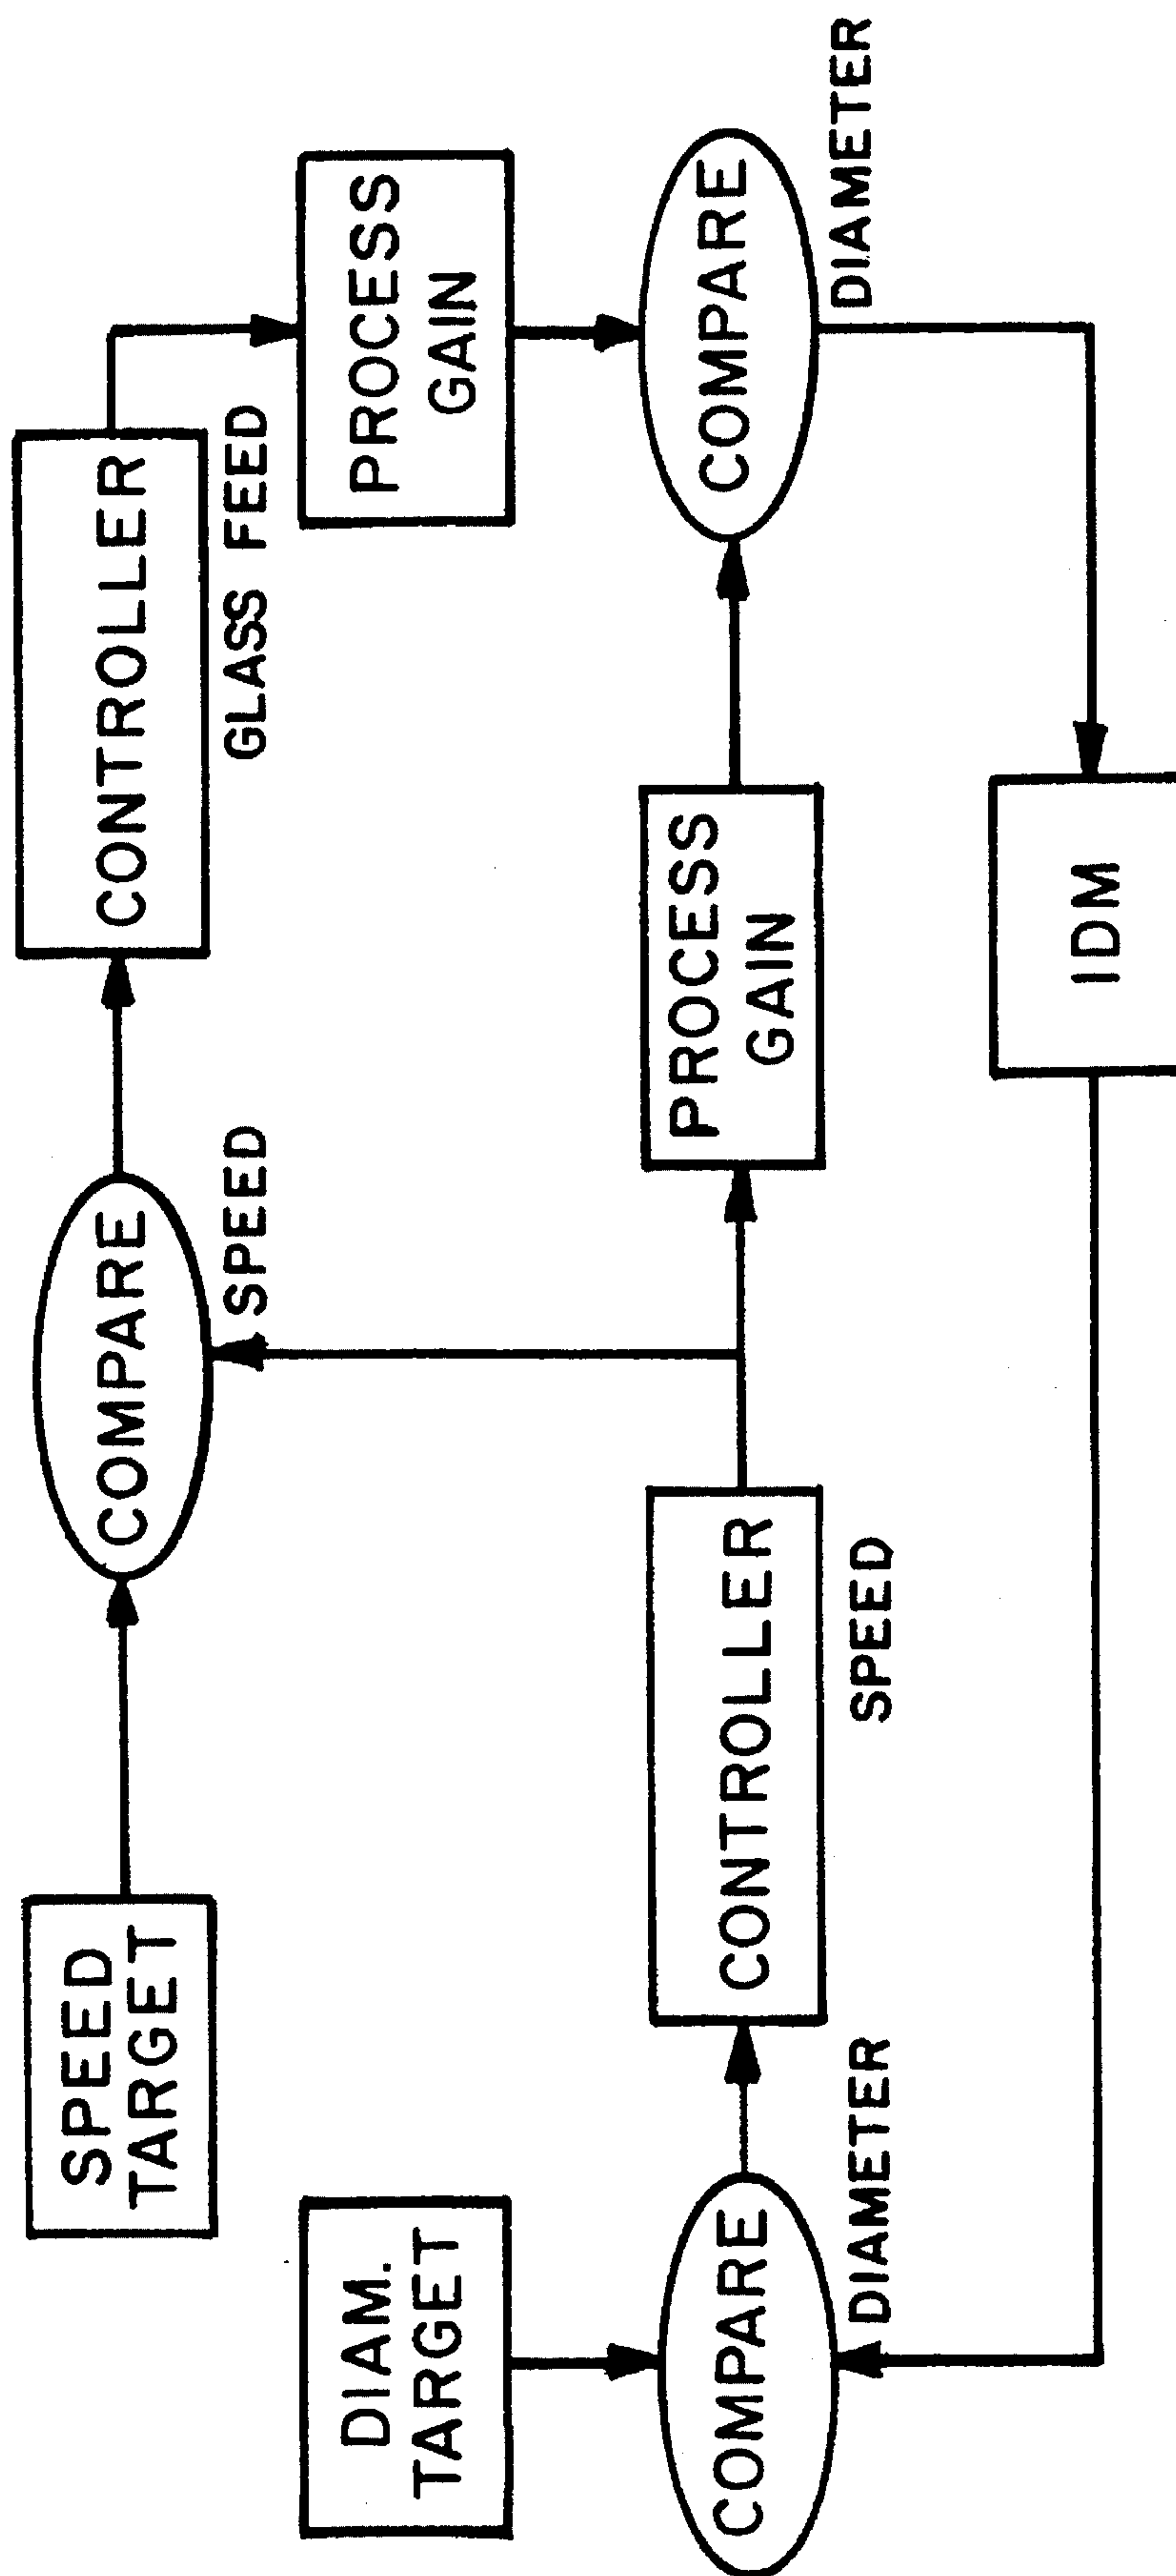 SPEED
TARGET
COMPARE
SPEED
CONTROLLER
GLASS FEED
DIAM.
TARGET
PROCESS
GAIN
COMPARE
DIAMETER
CONTROLLER
SPEED
PROCESS
GAIN
COMPARE
DIAMETER
IDM